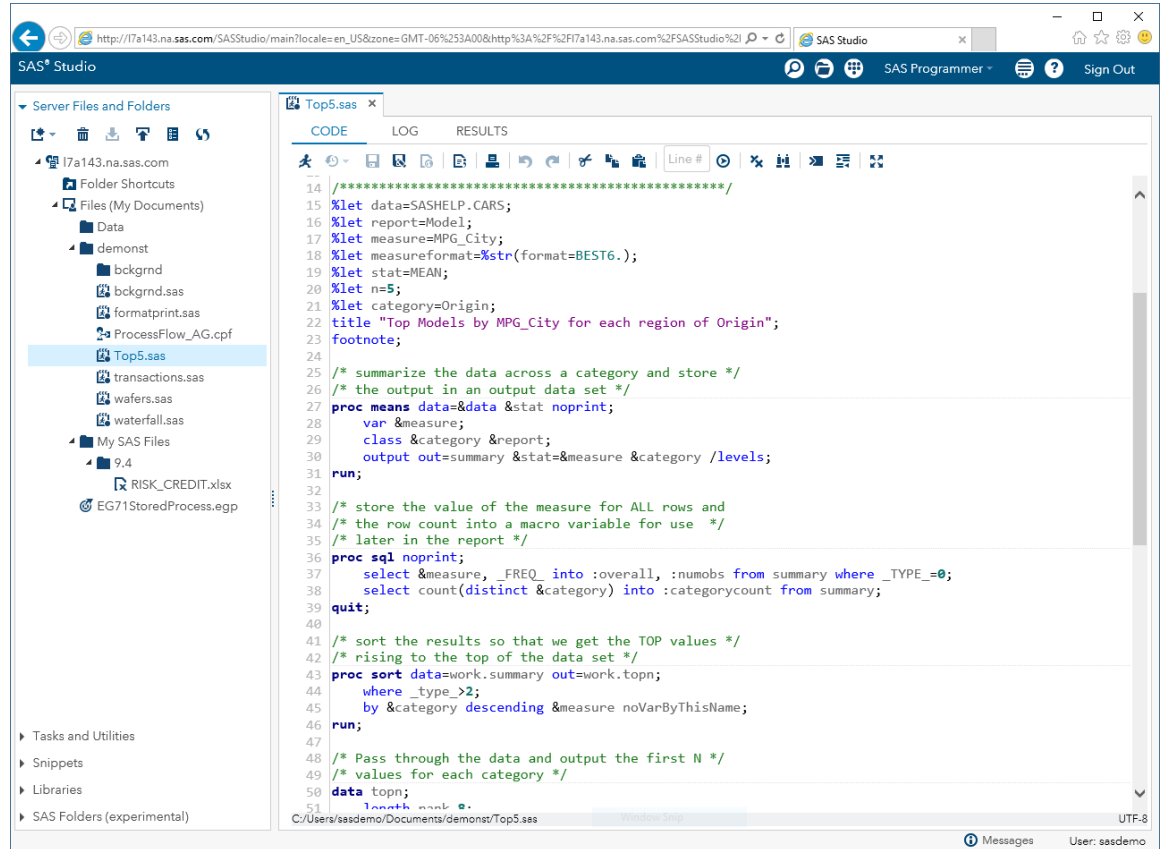 http://l7a143.na.sas.com/SASStudio/main?locale=en_US&zone=GMT-06%253A00&http%3A%2F%2Fl7a143.na.sas.com%2FSASStudio%2
SAS Studio
SAS® Studio
SAS Programmer
Sign Out
Server Files and Folders
l7a143.na.sas.com
Folder Shortcuts
Files (My Documents)
Data
demonst
bckgrnd
bckgrnd.sas
formatprint.sas
ProcessFlow_AG.cpf
Top5.sas
transactions.sas
wafers.sas
waterfall.sas
My SAS Files
9.4
RISK_CREDIT.xlsx
EG71StoredProcess.egp
Tasks and Utilities
Snippets
Libraries
SAS Folders (experimental)
Top5.sas
CODE LOG RESULTS
Line #
14 /*************************************************/
15 %let data=SASHELP.CARS;
16 %let report=Model;
17 %let measure=MPG_City;
18 %let measureformat=%str(format=BEST6.);
19 %let stat=MEAN;
20 %let n=5;
21 %let category=Origin;
22 title "Top Models by MPG_City for each region of Origin";
23 footnote;
24
25 /* summarize the data across a category and store */
26 /* the output in an output data set */
27 proc means data=&data &stat noprint;
28 var &measure;
29 class &category &report;
30 output out=summary &stat=&measure &category /levels;
31 run;
32
33 /* store the value of the measure for ALL rows and
34 /* the row count into a macro variable for use */
35 /* later in the report */
36 proc sql noprint;
37 select &measure, _FREQ_ into :overall, :numobs from summary where _TYPE_=0;
38 select count(distinct &category) into :categorycount from summary;
39 quit;
40
41 /* sort the results so that we get the TOP values */
42 /* rising to the top of the data set */
43 proc sort data=work.summary out=work.topn;
44 where _type_>2;
45 by &category descending &measure noVarByThisName;
46 run;
47
48 /* Pass through the data and output the first N */
49 /* values for each category */
50 data topn;
51 length rank 8;
C:/Users/sasdemo/Documents/demonst/Top5.sas
Window Snip
UTF-8
Messages
User: sasdemo